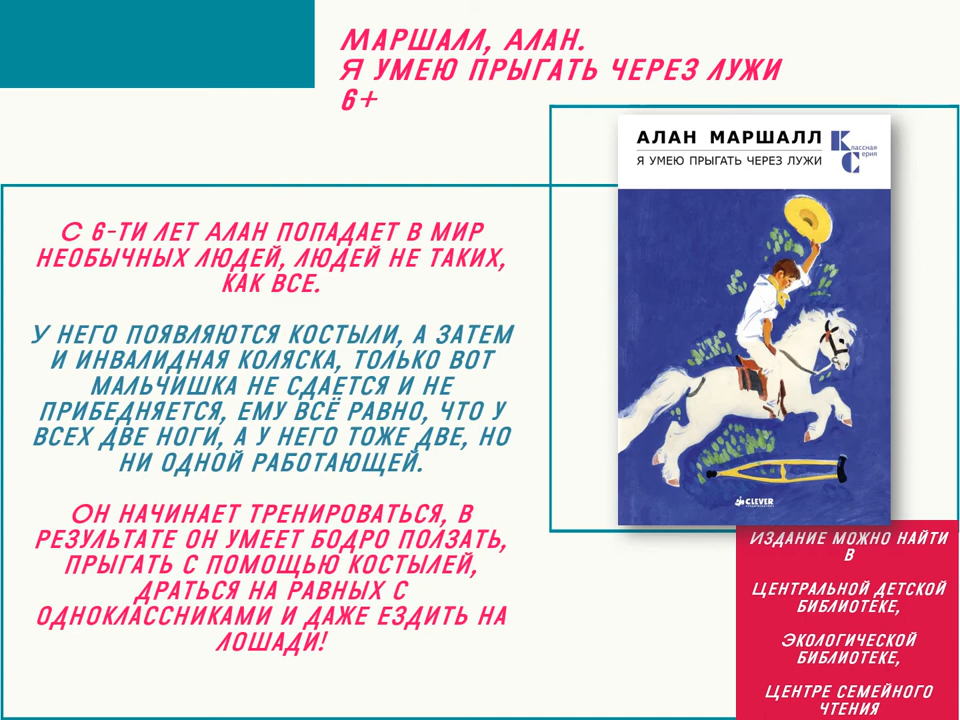 Маршалл, Алан.
Я умею прыгать через лужи
6+
АЛАН МАРШАЛЛ
Я УМЕЮ ПРЫГАТЬ ЧЕРЕЗ ЛУЖИ
Классная
Серия
CLEVER
С 6-ти лет Алан попадает в мир
необычных людей, людей не таких,
как все.
У него появляются костыли, а затем
и инвалидная коляска, только вот
мальчишка не сдается и не
прибедняется, ему всё равно, что у
всех две ноги, а у него тоже две, но
ни одной работающей.
Он начинает тренироваться, в
результате он умеет бодро ползать,
прыгать с помощью костылей,
драться на равных с
одноклассниками и даже ездить на
лошади!
Издание можно найти
в
Центральной детской
библиотеке,
Экологической
библиотеке,
Центре семейного
чтения